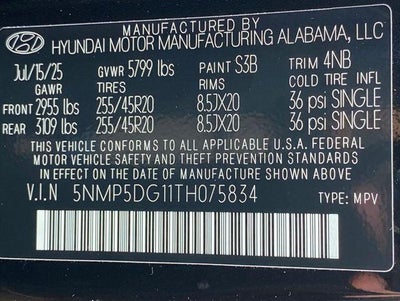 MANUFACTURED BY
HYUNDAI MOTOR MANUFACTURING ALABAMA, LLC
Jul/15/25 GVWR 5799 lbs PAINT S3B TRIM 4NB
GAWR TIRES RIMS COLD TIRE INFL
FRONT 2955 lbs 255/45R20 8.5JX20 36 psi SINGLE
REAR 3109 lbs 255/45R20 8.5JX20 36 psi SINGLE
THIS VEHICLE CONFORMS TO ALL APPLICABLE U.S.A. FEDERAL
MOTOR VEHICLE SAFETY AND THEFT PREVENTION STANDARDS
IN EFFECT ON THE DATE OF MANUFACTURE SHOWN ABOVE
V.I.N 5NMP5DG11TH075834 TYPE: MPV